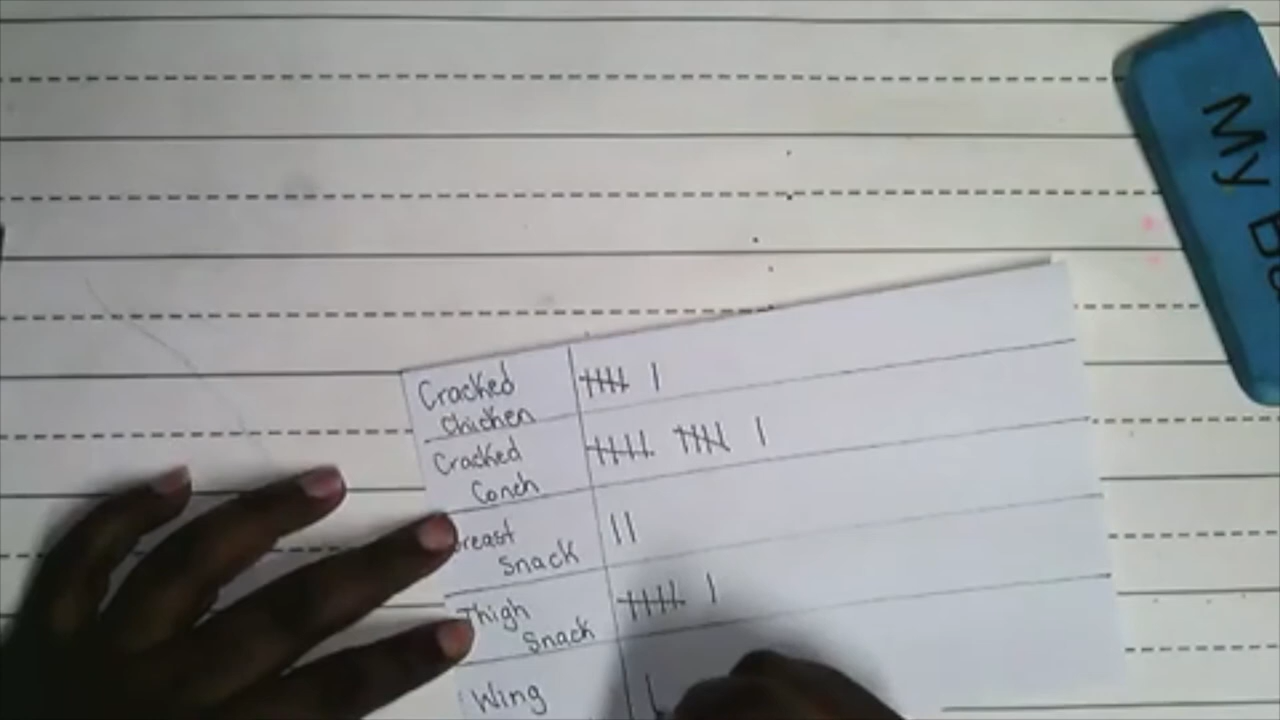 My
Cracked
Chicken
Cracked
Conch
Breast
Snack
Thigh
Snack
Wing